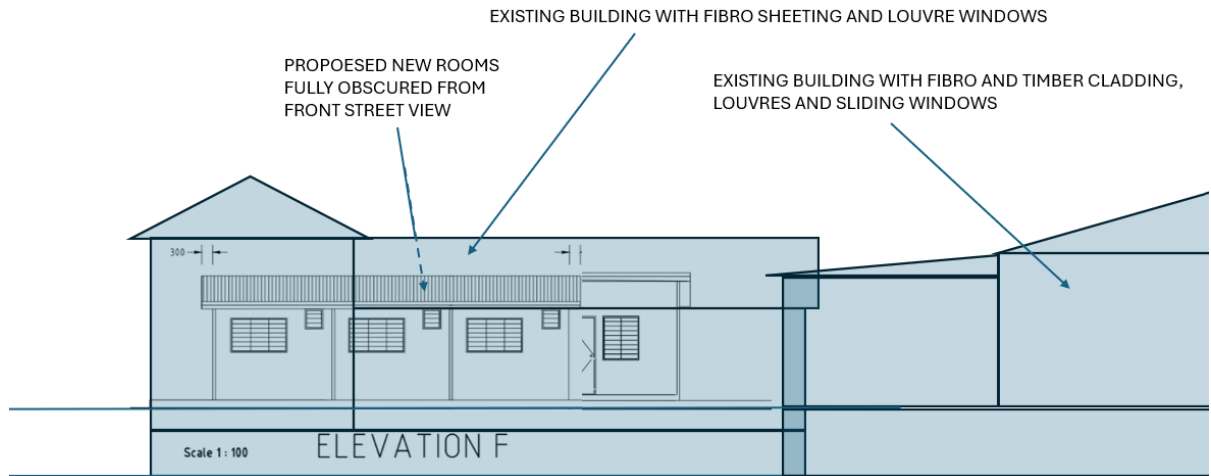 EXISTING BUILDING WITH FIBRO SHEETING AND LOUVRE WINDOWS
PROPOESED NEW ROOMS
FULLY OBSCURED FROM
FRONT STREET VIEW
EXISTING BUILDING WITH FIBRO AND TIMBER CLADDING,
LOUVRES AND SLIDING WINDOWS
300
Scale 1 : 100
ELEVATION F